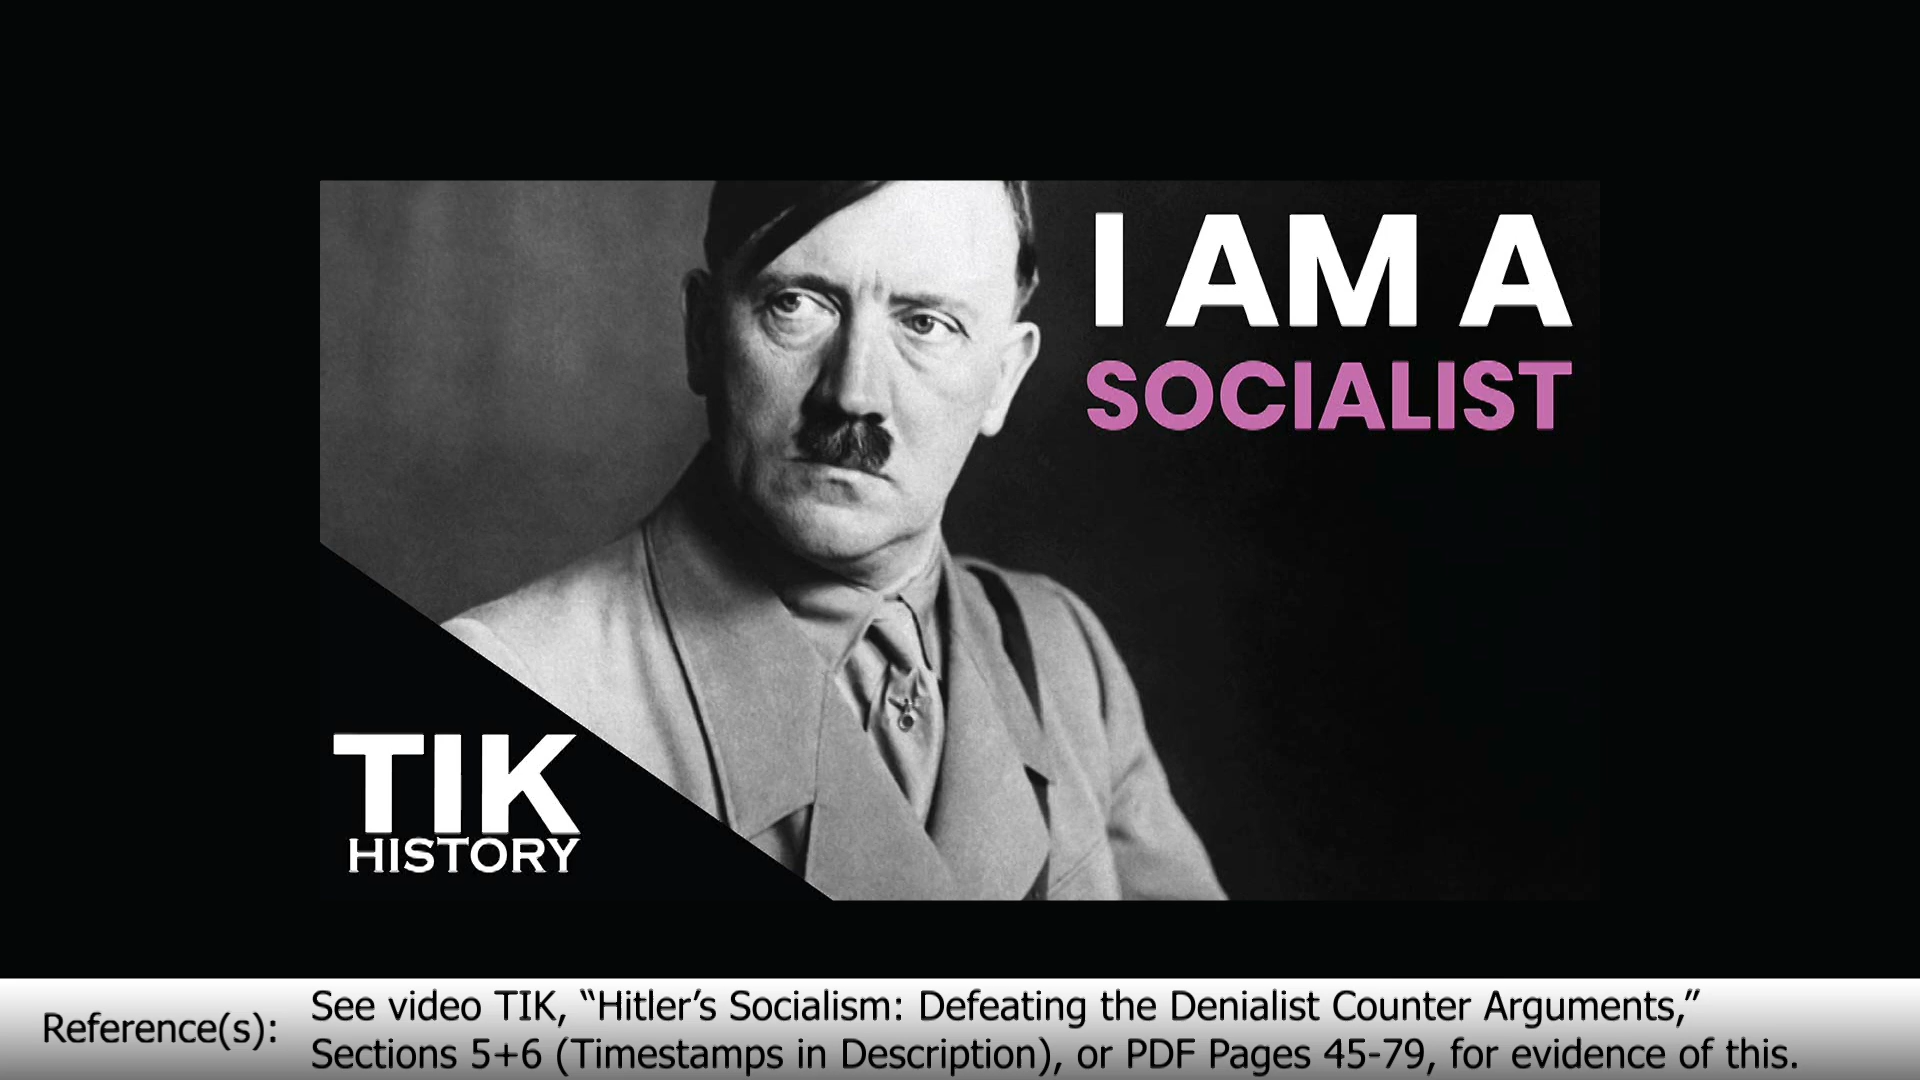 I AM A
SOCIALIST
TIK
HISTORY
Reference(s):
See video TIK, “Hitler’s Socialism: Defeating the Denialist Counter Arguments,”
Sections 5+6 (Timestamps in Description), or PDF Pages 45-79, for evidence of this.